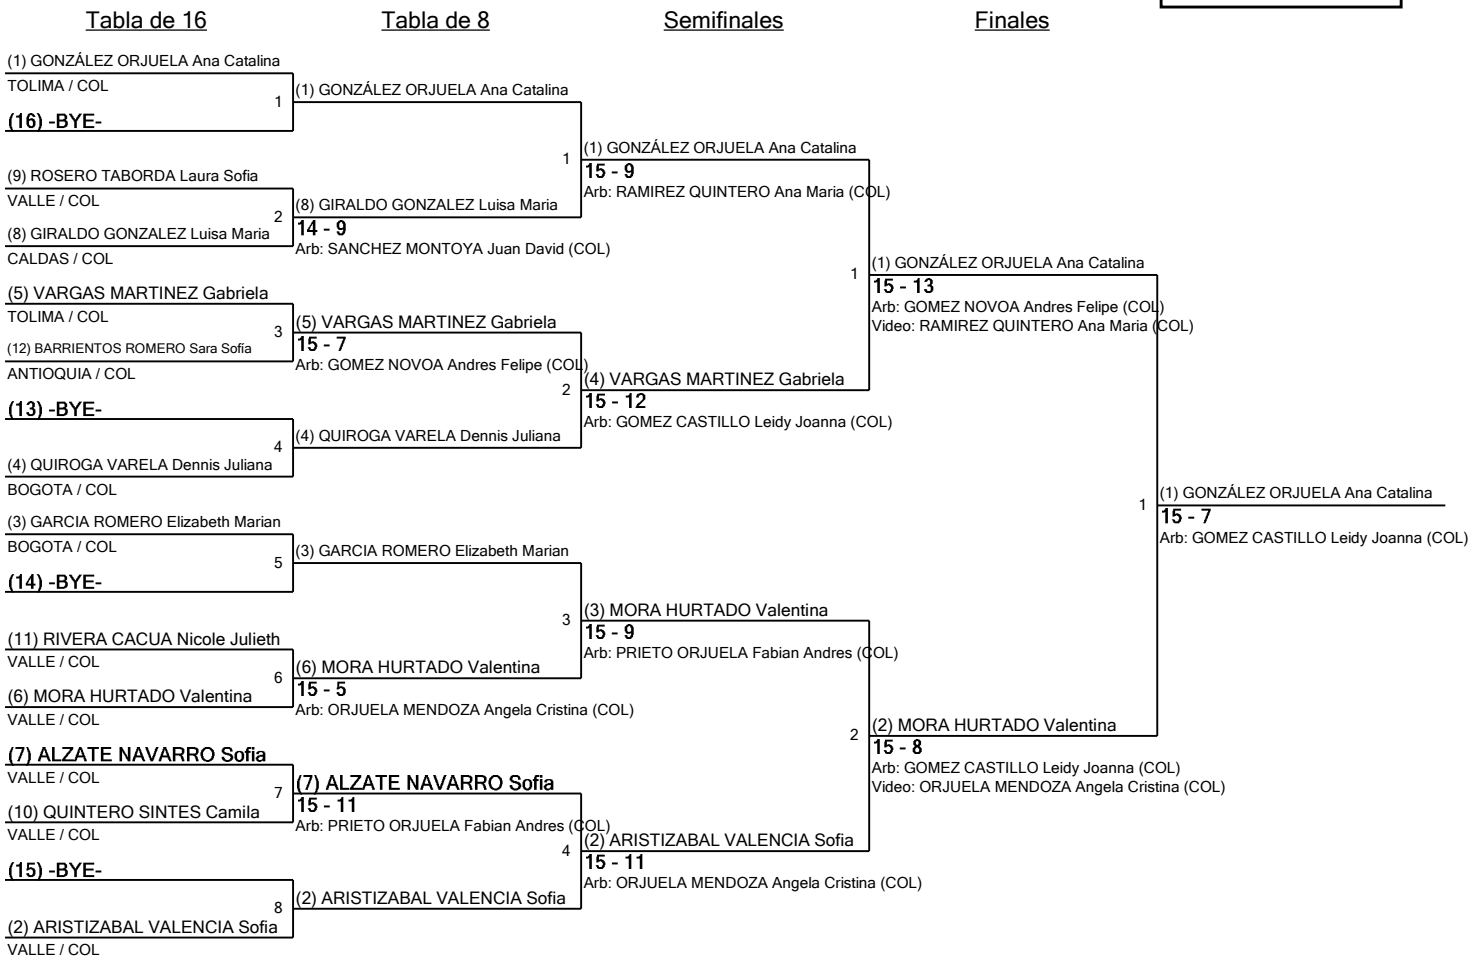 Tabla de 16
Tabla de 8
Semifinales
Finales
(1) GONZÁLEZ ORJUELA Ana Catalina
TOLIMA / COL
1
(16) -BYE-
(9) ROSERO TABORDA Laura Sofia
VALLE / COL
2
(8) GIRALDO GONZALEZ Luisa Maria
CALDAS / COL
(5) VARGAS MARTINEZ Gabriela
TOLIMA / COL
3
(12) BARRIENTOS ROMERO Sara Sofía
ANTIOQUIA / COL
(13) -BYE-
4
(4) QUIROGA VARELA Dennis Juliana
BOGOTA / COL
(3) GARCIA ROMERO Elizabeth Marian
BOGOTA / COL
5
(14) -BYE-
(11) RIVERA CACUA Nicole Julieth
VALLE / COL
6
(6) MORA HURTADO Valentina
VALLE / COL
(7) ALZATE NAVARRO Sofia
VALLE / COL
7
(10) QUINTERO SINTES Camila
VALLE / COL
(15) -BYE-
8
(2) ARISTIZABAL VALENCIA Sofia
VALLE / COL
(1) GONZÁLEZ ORJUELA Ana Catalina
1
(8) GIRALDO GONZALEZ Luisa Maria
14 - 9
Arb: SANCHEZ MONTOYA Juan David (COL)
(5) VARGAS MARTINEZ Gabriela
15 - 7
Arb: GOMEZ NOVOA Andres Felipe (COL)
2
(4) QUIROGA VARELA Dennis Juliana
(3) GARCIA ROMERO Elizabeth Marian
3
(6) MORA HURTADO Valentina
15 - 5
Arb: ORJUELA MENDOZA Angela Cristina (COL)
(7) ALZATE NAVARRO Sofia
15 - 11
Arb: PRIETO ORJUELA Fabian Andres (COL)
4
(2) ARISTIZABAL VALENCIA Sofia
(1) GONZÁLEZ ORJUELA Ana Catalina
15 - 9
Arb: RAMIREZ QUINTERO Ana Maria (COL)
1
(4) VARGAS MARTINEZ Gabriela
15 - 12
Arb: GOMEZ CASTILLO Leidy Joanna (COL)
(3) MORA HURTADO Valentina
15 - 9
Arb: PRIETO ORJUELA Fabian Andres (COL)
2
(2) ARISTIZABAL VALENCIA Sofia
15 - 11
Arb: ORJUELA MENDOZA Angela Cristina (COL)
(1) GONZÁLEZ ORJUELA Ana Catalina
15 - 13
Arb: GOMEZ NOVOA Andres Felipe (COL)
Video: RAMIREZ QUINTERO Ana Maria (COL)
1
(2) MORA HURTADO Valentina
15 - 8
Arb: GOMEZ CASTILLO Leidy Joanna (COL)
Video: ORJUELA MENDOZA Angela Cristina (COL)
(1) GONZÁLEZ ORJUELA Ana Catalina
15 - 7
Arb: GOMEZ CASTILLO Leidy Joanna (COL)